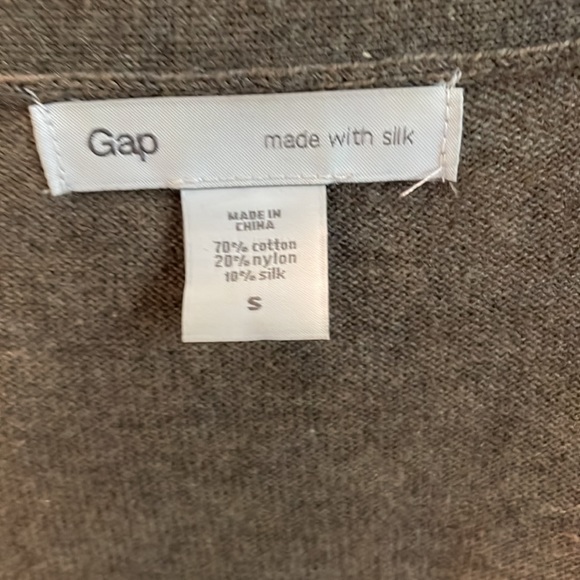 Gap made with silk
MADE IN
CHINA
70% cotton
20% nylon
10% silk
S